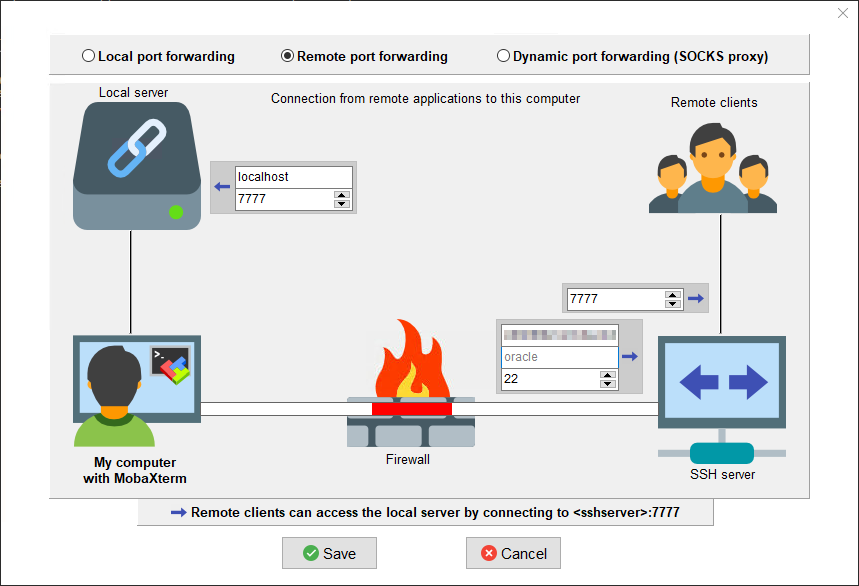 Local port forwarding
Remote port forwarding
Dynamic port forwarding (SOCKS proxy)
Local server
Connection from remote applications to this computer
Remote clients
localhost
7777
7777
oracle
22
>_
My computer
with MobaXterm
Firewall
SSH server
Remote clients can access the local server by connecting to <sshserver>:7777
Save
Cancel